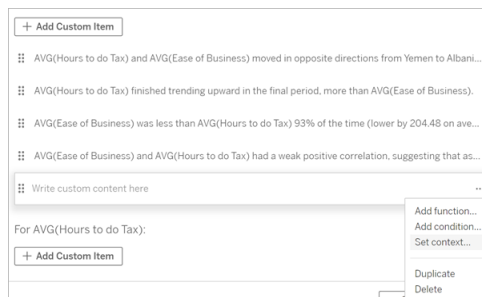 + Add Custom Item
AVG(Hours to do Tax) and AVG(Ease of Business) moved in opposite directions from Yemen to Albani...
AVG(Hours to do Tax) finished trending upward in the final period, more than AVG(Ease of Business).
AVG(Ease of Business) was less than AVG(Hours to do Tax) 93% of the time (lower by 204.48 on ave...
AVG(Ease of Business) and AVG(Hours to do Tax) had a weak positive correlation, suggesting that as...
Write custom content here
Add function...
Add condition...
Set context...
For AVG(Hours to do Tax):
+ Add Custom Item
Duplicate
Delete